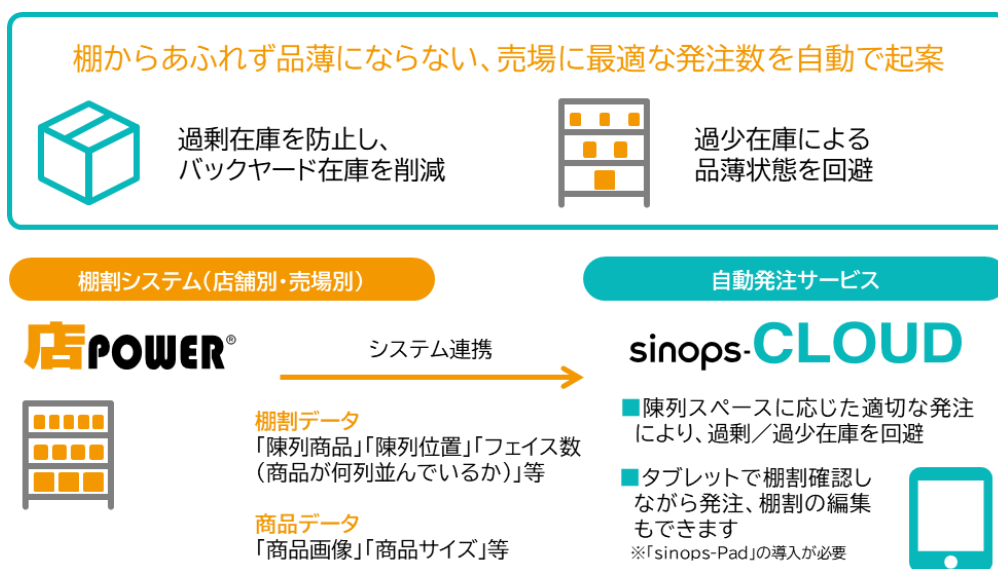 棚からあふれず品薄にならない、売場に最適な発注数を自動で起案
過剰在庫を防止し、
バックヤード在庫を削減
過少在庫による
品薄状態を回避
棚割システム(店舗別・売場別)
自動発注サービス
店POWER®
システム連携
sinops-CLOUD
棚割データ
「陳列商品」「陳列位置」「フェイス数
(商品が何列並んでいるか)」等
商品データ
「商品画像」「商品サイズ」等
■陳列スペースに応じた適切な発注
により、過剰/過少在庫を回避
■タブレットで棚割確認し
ながら発注、棚割の編集
もできます
※「sinops-Pad」の導入が必要